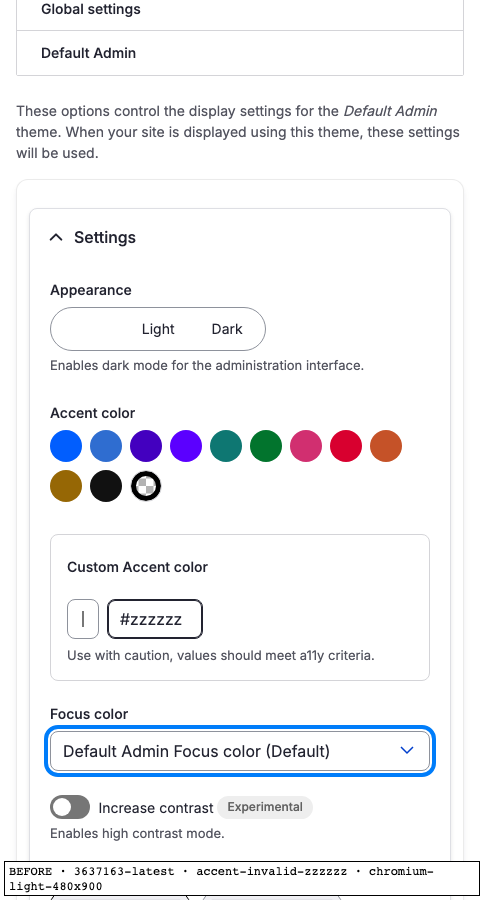 Global settings
Default Admin
These options control the display settings for the Default Admin
theme. When your site is displayed using this theme, these settings
will be used.
Settings
Appearance
Light Dark
Enables dark mode for the administration interface.
Accent color
Custom Accent color
#zzzzzz
Use with caution, values should meet a11y criteria.
Focus color
Default Admin Focus color (Default)
Increase contrast Experimental
Enables high contrast mode.
BEFORE · 3637163-latest · accent-invalid-zzzzzz · chromium-
light-480x900